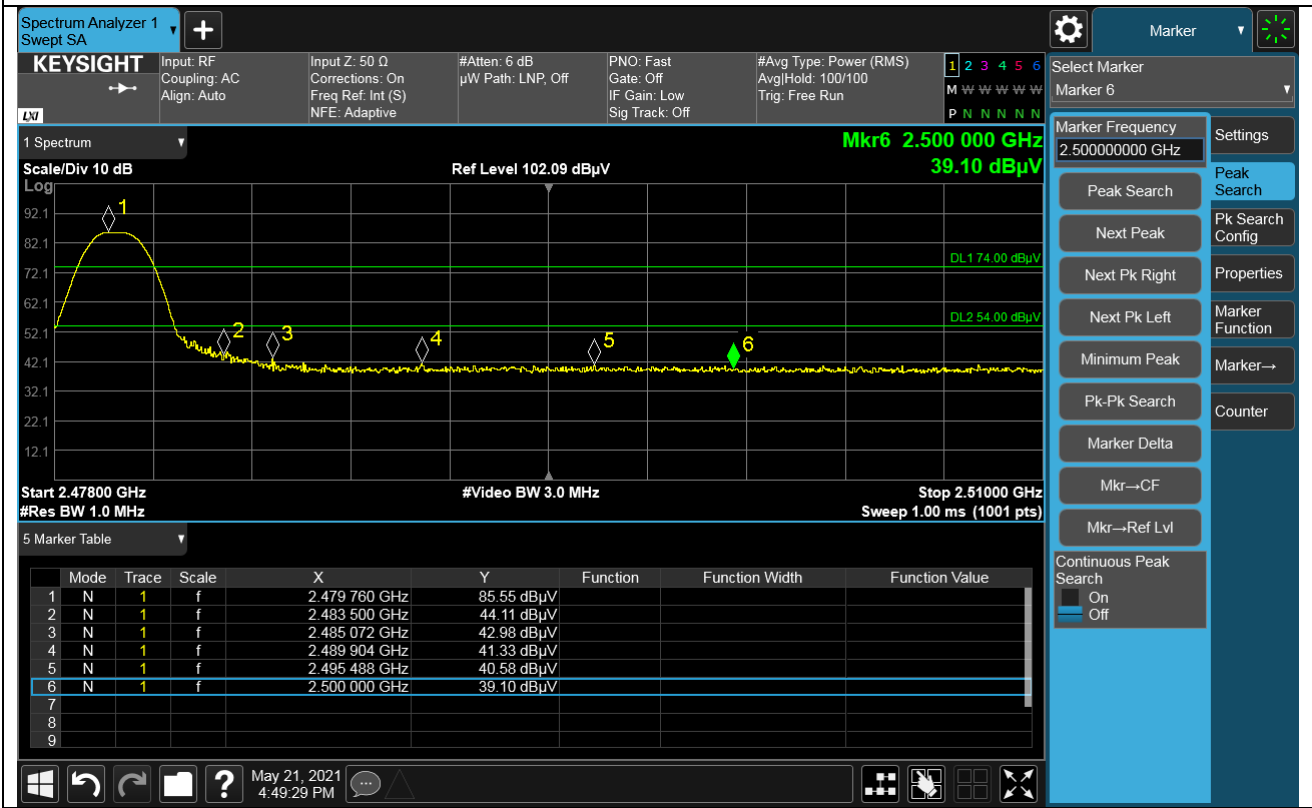 Spectrum Analyzer 1
Swept SA
+
Marker
KEYSIGHT
LXI
Input: RF
Coupling: AC
Align: Auto
Input Z: 50 Ω
Corrections: On
Freq Ref: Int (S)
NFE: Adaptive
#Atten: 6 dB
µW Path: LNP, Off
PNO: Fast
Gate: Off
IF Gain: Low
Sig Track: Off
#Avg Type: Power (RMS)
Avg|Hold: 100/100
Trig: Free Run
1 2 3 4 5 6
M W W W W W
P N N N N N
Select Marker
Marker 6
1 Spectrum
Mkr6 2.500 000 GHz
Scale/Div 10 dB
Ref Level 102.09 dBµV
39.10 dBµV
Log
92.1
82.1
72.1
62.1
52.1
42.1
32.1
22.1
12.1
1
2
3
4
5
6
DL1 74.00 dBµV
DL2 54.00 dBµV
Start 2.47800 GHz
#Video BW 3.0 MHz
Stop 2.51000 GHz
#Res BW 1.0 MHz
Sweep 1.00 ms (1001 pts)
5 Marker Table
Mode Trace Scale X Y Function Function Width Function Value
1 N 1 f 2.479 760 GHz 85.55 dBµV
2 N 1 f 2.483 500 GHz 44.11 dBµV
3 N 1 f 2.485 072 GHz 42.98 dBµV
4 N 1 f 2.489 904 GHz 41.33 dBµV
5 N 1 f 2.495 488 GHz 40.58 dBµV
6 N 1 f 2.500 000 GHz 39.10 dBµV
7
8
9
Marker Frequency
2.500000000 GHz
Peak Search
Next Peak
Next Pk Right
Next Pk Left
Minimum Peak
Pk-Pk Search
Marker Delta
Mkr→CF
Mkr→Ref Lvl
Continuous Peak
Search
On
Off
Settings
Peak
Search
Pk Search
Config
Properties
Marker
Function
Marker→
Counter
?
May 21, 2021
4:49:29 PM